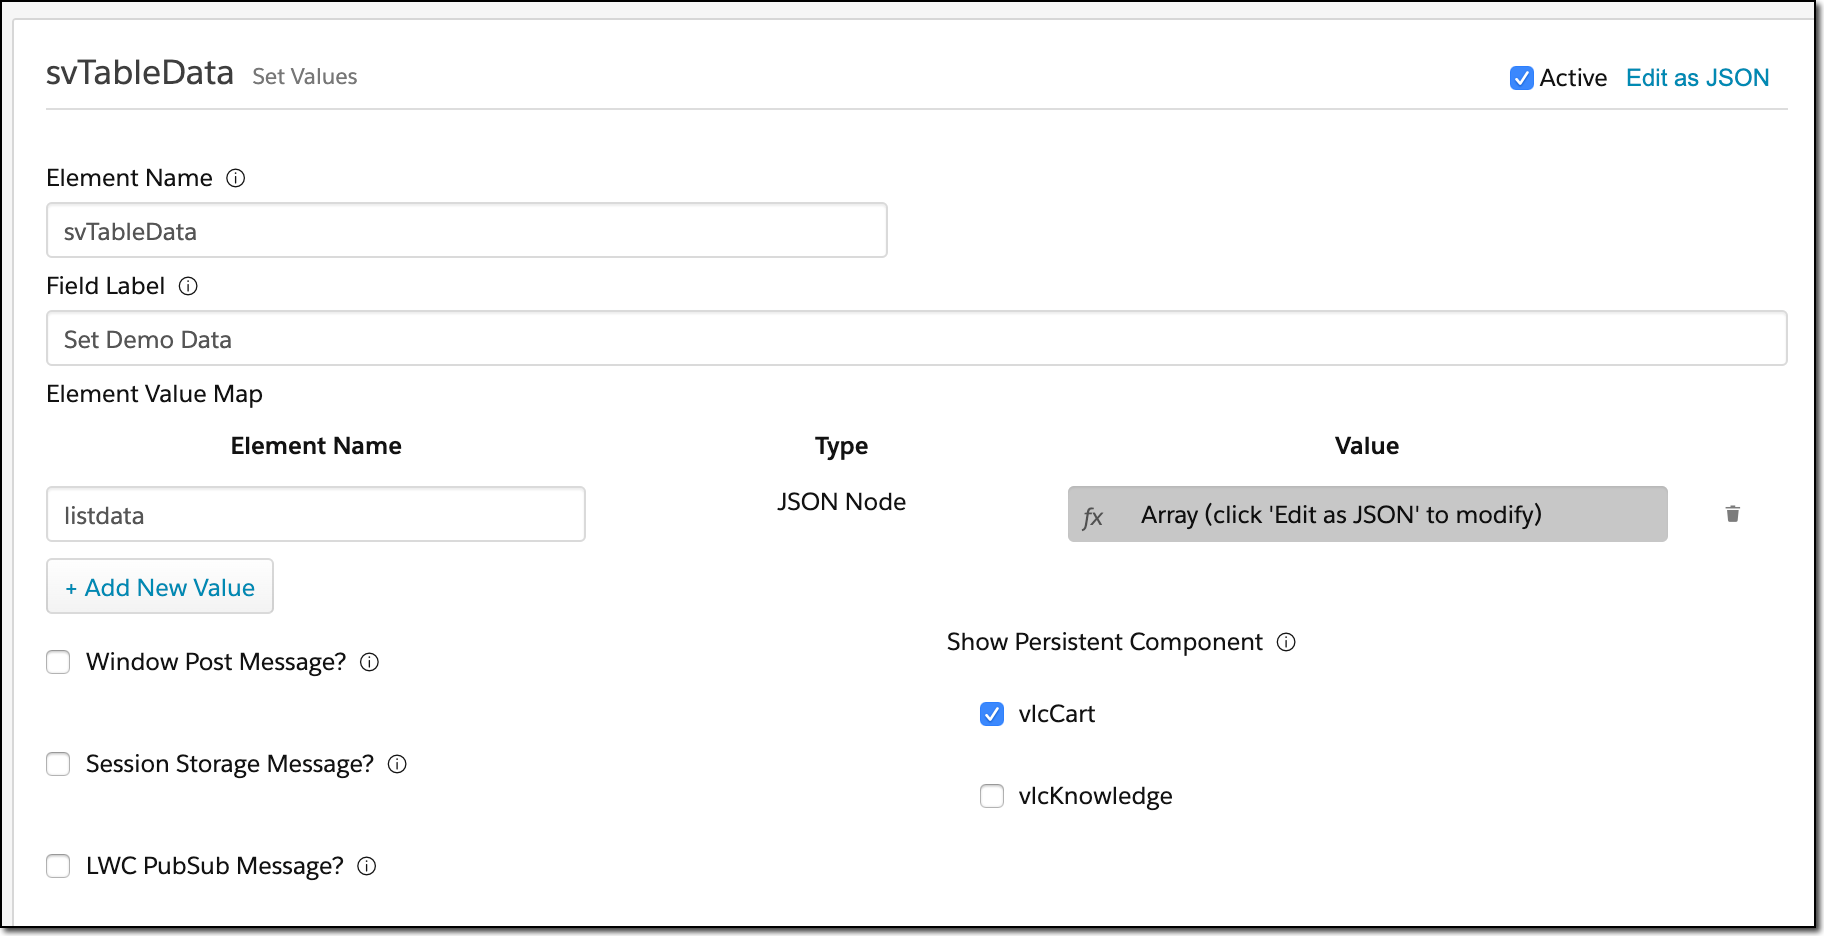 svTableData Set Values Active Edit as JSON
Element Name
svTableData
Field Label
Set Demo Data
Element Value Map
Element Name Type Value
listdata JSON Node fx Array (click 'Edit as JSON' to modify)
+ Add New Value
Show Persistent Component
Window Post Message?
vlcCart
Session Storage Message?
vlcKnowledge
LWC PubSub Message?